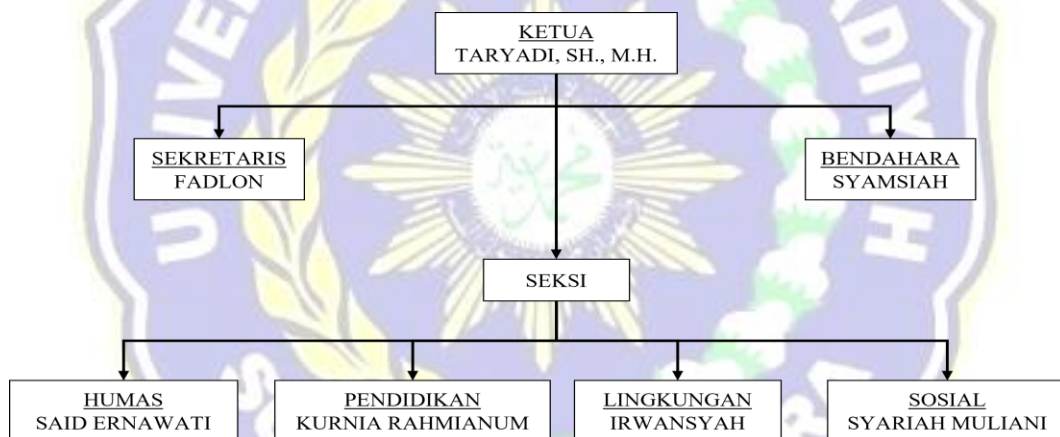 KETUA
TARYADI, SH., M.H.
SEKRETARIS
FADLON
BENDAHARA
SYAMSIAH
SEKSI
HUMAS
SAID ERNAWATI
PENDIDIKAN
KURNIA RAHMIANUM
LINGKUNGAN
IRWANSYAH
SOSIAL
SYARIAH MULIANI